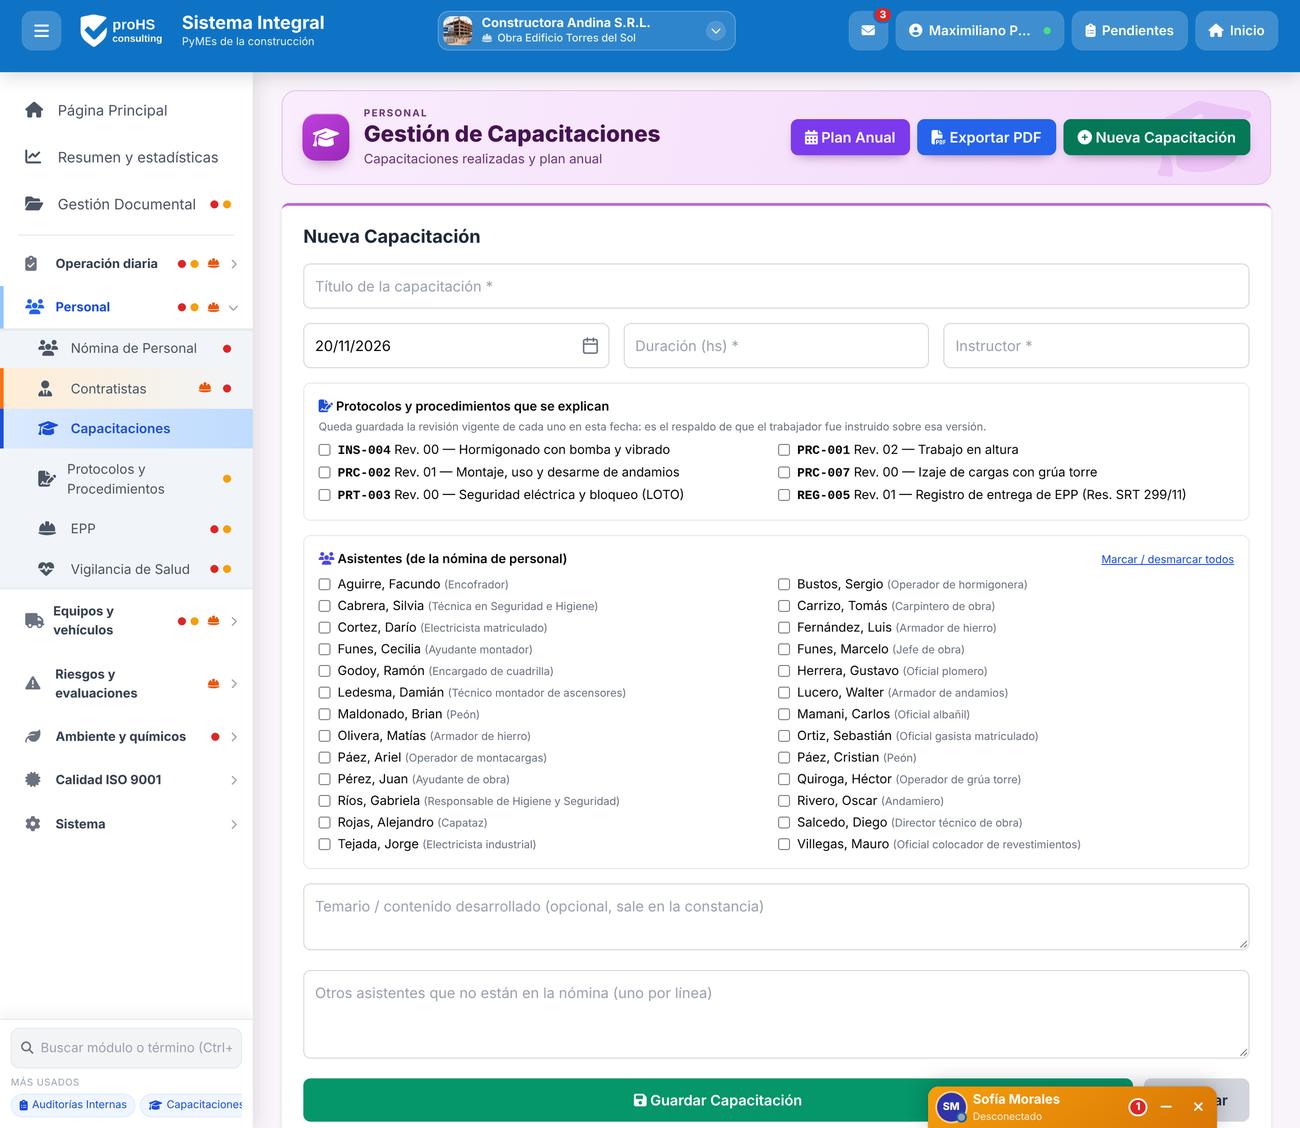 proHS
consulting
Sistema Integral
PyMEs de la construcción
Constructora Andina S.R.L.
Obra Edificio Torres del Sol
3
Maximiliano P...
Pendientes
Inicio
Página Principal
Resumen y estadísticas
Gestión Documental
Operación diaria
Personal
Nómina de Personal
Contratistas
Capacitaciones
Protocolos y
Procedimientos
EPP
Vigilancia de Salud
Equipos y
vehículos
Riesgos y
evaluaciones
Ambiente y químicos
Calidad ISO 9001
Sistema
Buscar módulo o término (Ctrl+
MÁS USADOS
Auditorías Internas
Capacitaciones
PERSONAL
Gestión de Capacitaciones
Capacitaciones realizadas y plan anual
Plan Anual
Exportar PDF
Nueva Capacitación
Nueva Capacitación
Título de la capacitación *
20/11/2026
Duración (hs) *
Instructor *
Protocolos y procedimientos que se explican
Queda guardada la revisión vigente de cada uno en esta fecha: es el respaldo de que el trabajador fue instruido sobre esa versión.
INS-004 Rev. 00 — Hormigonado con bomba y vibrado
PRC-001 Rev. 02 — Trabajo en altura
PRC-002 Rev. 01 — Montaje, uso y desarme de andamios
PRC-007 Rev. 00 — Izaje de cargas con grúa torre
PRT-003 Rev. 00 — Seguridad eléctrica y bloqueo (LOTO)
REG-005 Rev. 01 — Registro de entrega de EPP (Res. SRT 299/11)
Asistentes (de la nómina de personal)
Marcar / desmarcar todos
Aguirre, Facundo (Encofrador)
Bustos, Sergio (Operador de hormigonera)
Cabrera, Silvia (Técnica en Seguridad e Higiene)
Carrizo, Tomás (Carpintero de obra)
Cortez, Darío (Electricista matriculado)
Fernández, Luis (Armador de hierro)
Funes, Cecilia (Ayudante montador)
Funes, Marcelo (Jefe de obra)
Godoy, Ramón (Encargado de cuadrilla)
Herrera, Gustavo (Oficial plomero)
Ledesma, Damián (Técnico montador de ascensores)
Lucero, Walter (Armador de andamios)
Maldonado, Brian (Peón)
Mamani, Carlos (Oficial albañil)
Olivera, Matías (Armador de hierro)
Ortiz, Sebastián (Oficial gasista matriculado)
Páez, Ariel (Operador de montacargas)
Páez, Cristian (Peón)
Pérez, Juan (Ayudante de obra)
Quiroga, Héctor (Operador de grúa torre)
Ríos, Gabriela (Responsable de Higiene y Seguridad)
Rivero, Oscar (Andamiero)
Rojas, Alejandro (Capataz)
Salcedo, Diego (Director técnico de obra)
Tejada, Jorge (Electricista industrial)
Villegas, Mauro (Oficial colocador de revestimientos)
Temario / contenido desarrollado (opcional, sale en la constancia)
Otros asistentes que no están en la nómina (uno por línea)
Guardar Capacitación
ar
SM
Sofía Morales
Desconectado
1